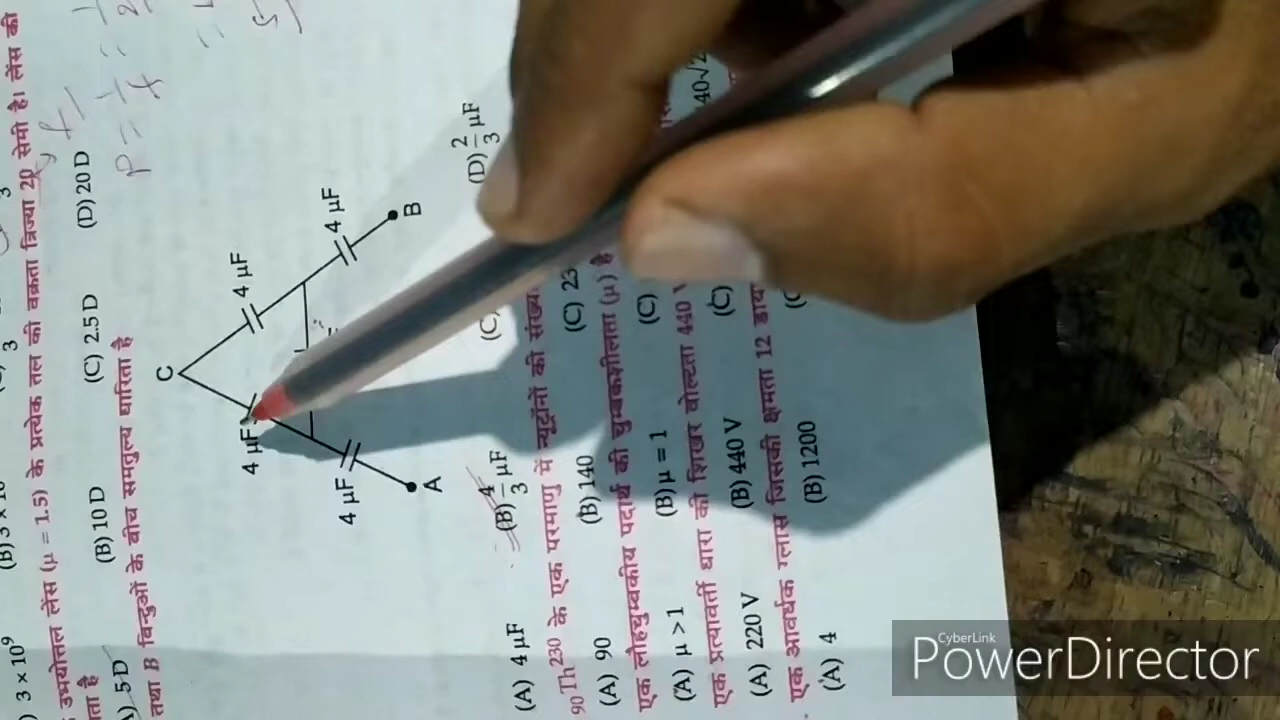 (B) 3 × 10
) 3 × 10⁹
उभयोत्तल लेंस (μ = 1.5) के प्रत्येक तल की वक्रता त्रिज्या 20 सेमी है। लेंस की
) 5 D (B) 10 D (C) 2.5 D (D) 20 D
तथा B बिन्दुओं के बीच समतुल्य धारिता है
C
4 μF 4 μF
4 μF 4 μF
A B
(A) 4 μF (B) 4/3 μF (D) 2/3 μF
90Th²³⁰ के एक परमाणु में न्यूट्रॉनों की संख्या
(A) 90 (B) 140 (C) 23
एक लौहचुम्बकीय पदार्थ की चुम्बकशीलता (μ) है
(A) μ > 1 (B) μ = 1 (C)
एक प्रत्यावर्ती धारा की शिखर वोल्टता 440
(A) 220 V (B) 440 V (C) 40√2
एक आवर्धक ग्लास जिसकी क्षमता 12
(A) 4 (B) 1200
CyberLink
PowerDirector